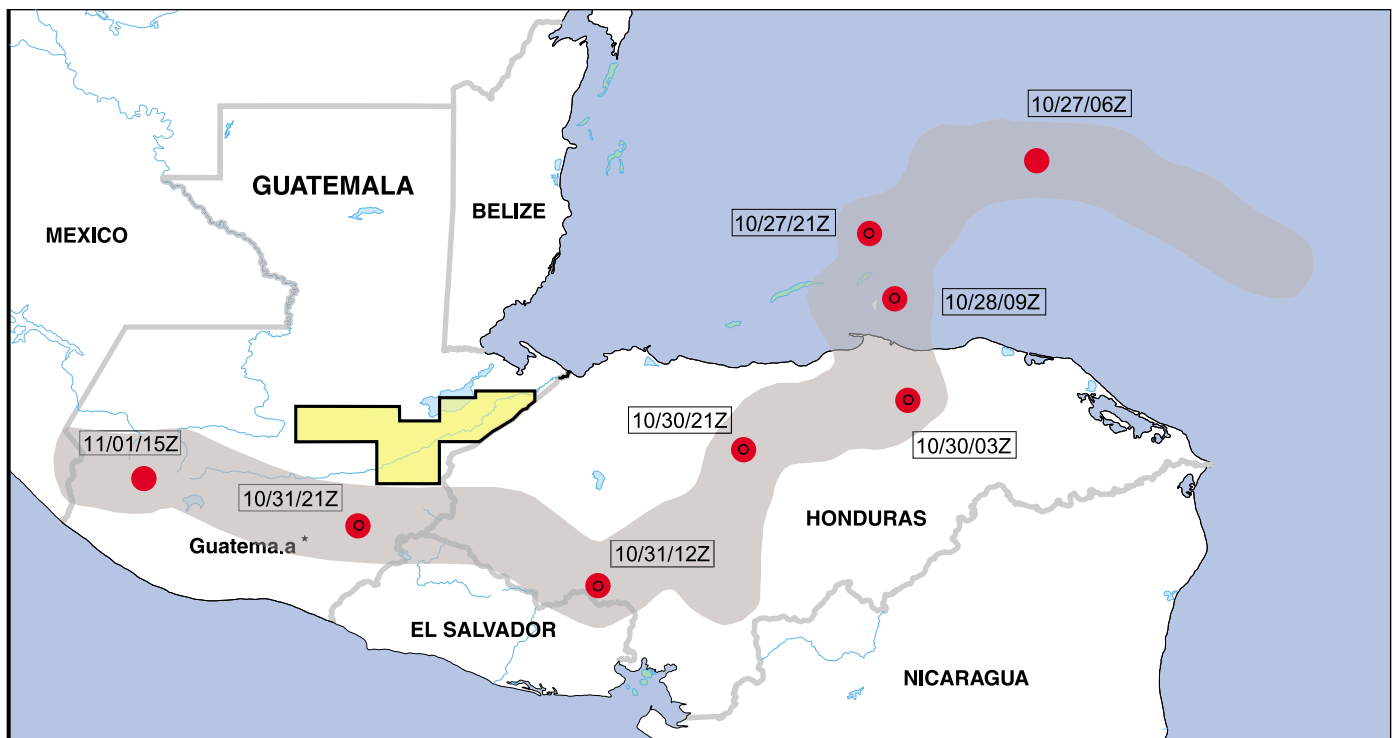 10/27/06Z
GUATEMALA
BELIZE
10/27/21Z
MEXICO
10/28/09Z
10/30/21Z
11/01/15Z
10/30/03Z
10/31/21Z
HONDURAS
Guatema.a *
10/31/12Z
EL SALVADOR
NICARAGUA